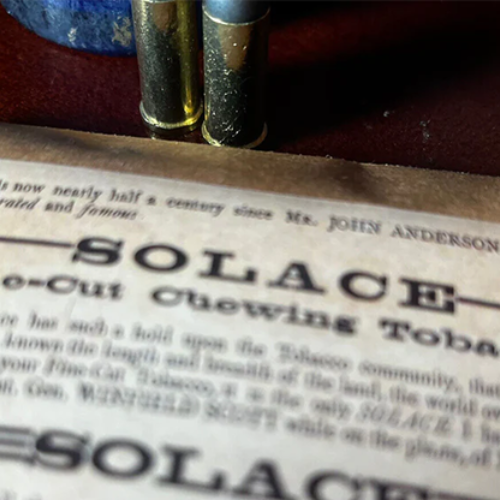 is now nearly half a century since Mr. JOHN ANDERSON
rated and famous
SOLACE
e-Cut Chewing Toba
ce has such a hold upon the Tobacco community, tha
known the length and breadth of the land, the world o
your Fine-Cut Tobacco, it is the only SOLACE I h
Gen. WINFIELD SCOTT while on the plains, of
SOLACE